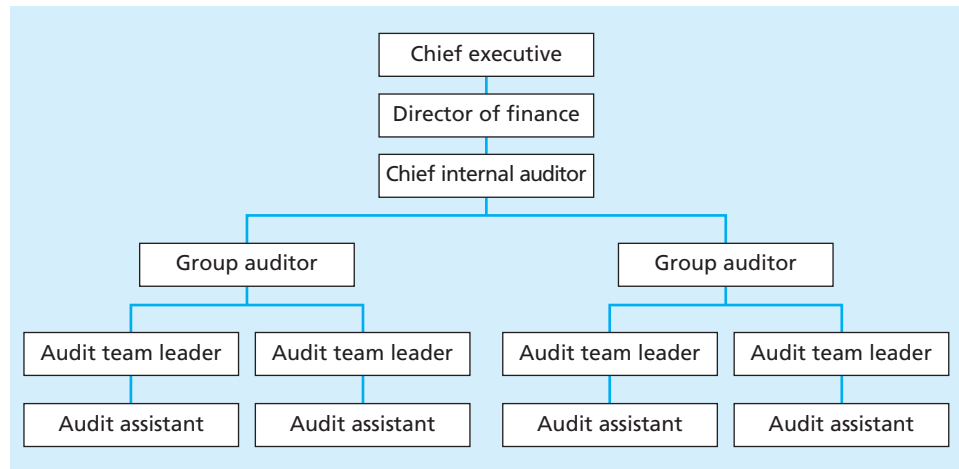 Chief executive
Director of finance
Chief internal auditor
Group auditor
Group auditor
Audit team leader
Audit team leader
Audit team leader
Audit team leader
Audit assistant
Audit assistant
Audit assistant
Audit assistant